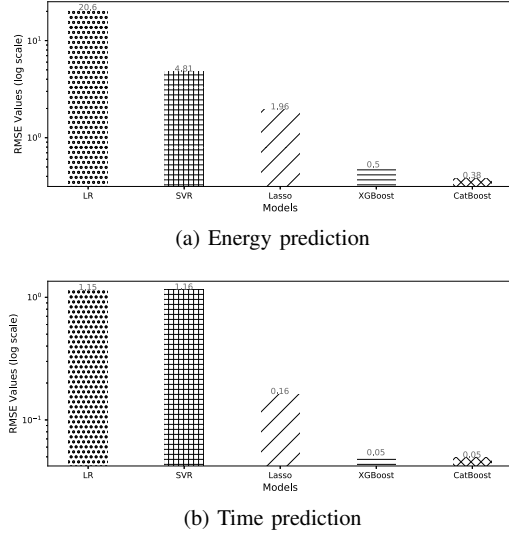 20.6
4.81
1.96
0.5
0.38
10¹
10⁰
RMSE Values (log scale)
LR SVR Lasso XGBoost CatBoost
Models
(a) Energy prediction
1.15 1.16
0.16
0.05 0.05
10⁰
10⁻¹
RMSE Values (log scale)
LR SVR Lasso XGBoost CatBoost
Models
(b) Time prediction